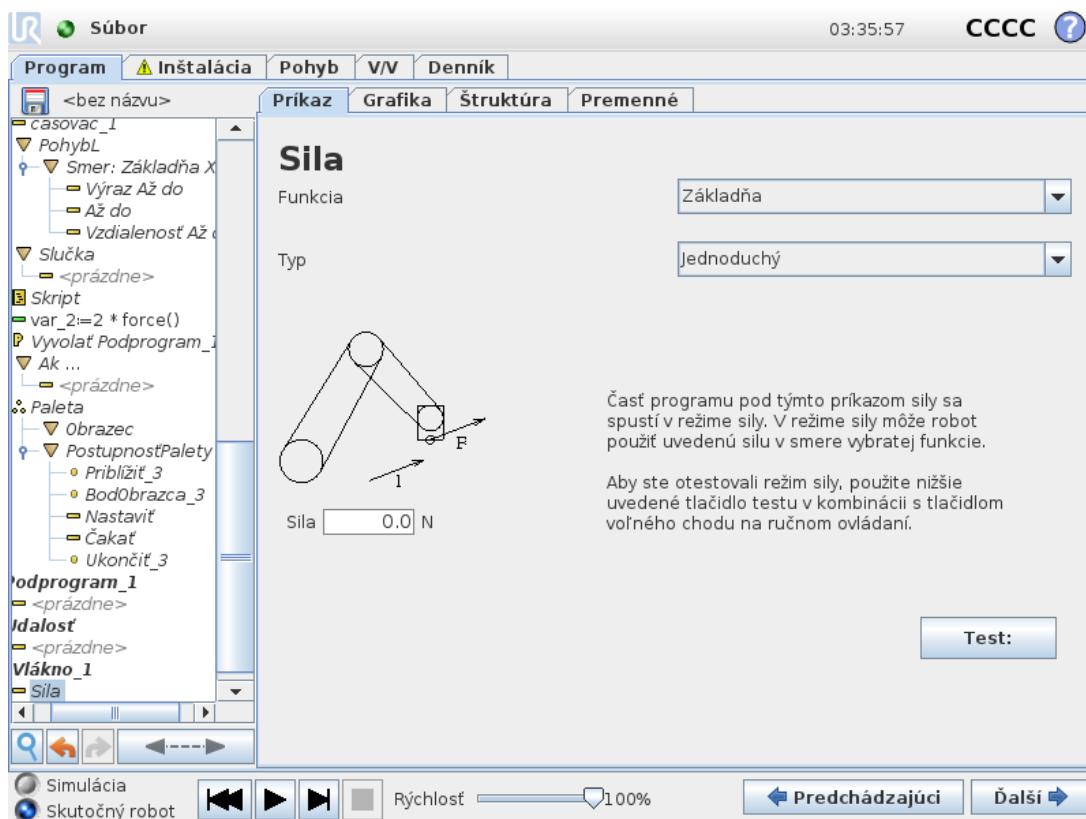 UR Súbor 03:35:57 CCCC ?
Program Inštalácia Pohyb V/V Denník
<bez názvu> Príkaz Grafika Štruktúra Premenné
časovač_1
PohybL
Smer: Základňa X
Výraz Až do
Až do
Vzdialenosť Až
Slučka
<prázdne>
Skript
var_2:=2 * force()
Vyvolať Podprogram_1
Ak ...
<prázdne>
Paleta
Obrazec
PostupnosťPalety
Priblížiť_3
BodObrazca_3
Nastaviť
Čakať
Ukončiť_3
Podprogram_1
<prázdne>
Udalosť
<prázdne>
Vlákno_1
Sila
Sila
Funkcia Základňa
Typ Jednoduchý
F
1
Sila 0.0 N
Časť programu pod týmto príkazom sily sa
spustí v režime sily. V režime sily môže robot
použiť uvedenú silu v smere vybratej funkcie.
Aby ste otestovali režim sily, použite nižšie
uvedené tlačidlo testu v kombinácii s tlačidlom
voľného chodu na ručnom ovládaní.
Test:
Simulácia
Skutočný robot
Rýchlosť 100%
Predchádzajúci Ďalší